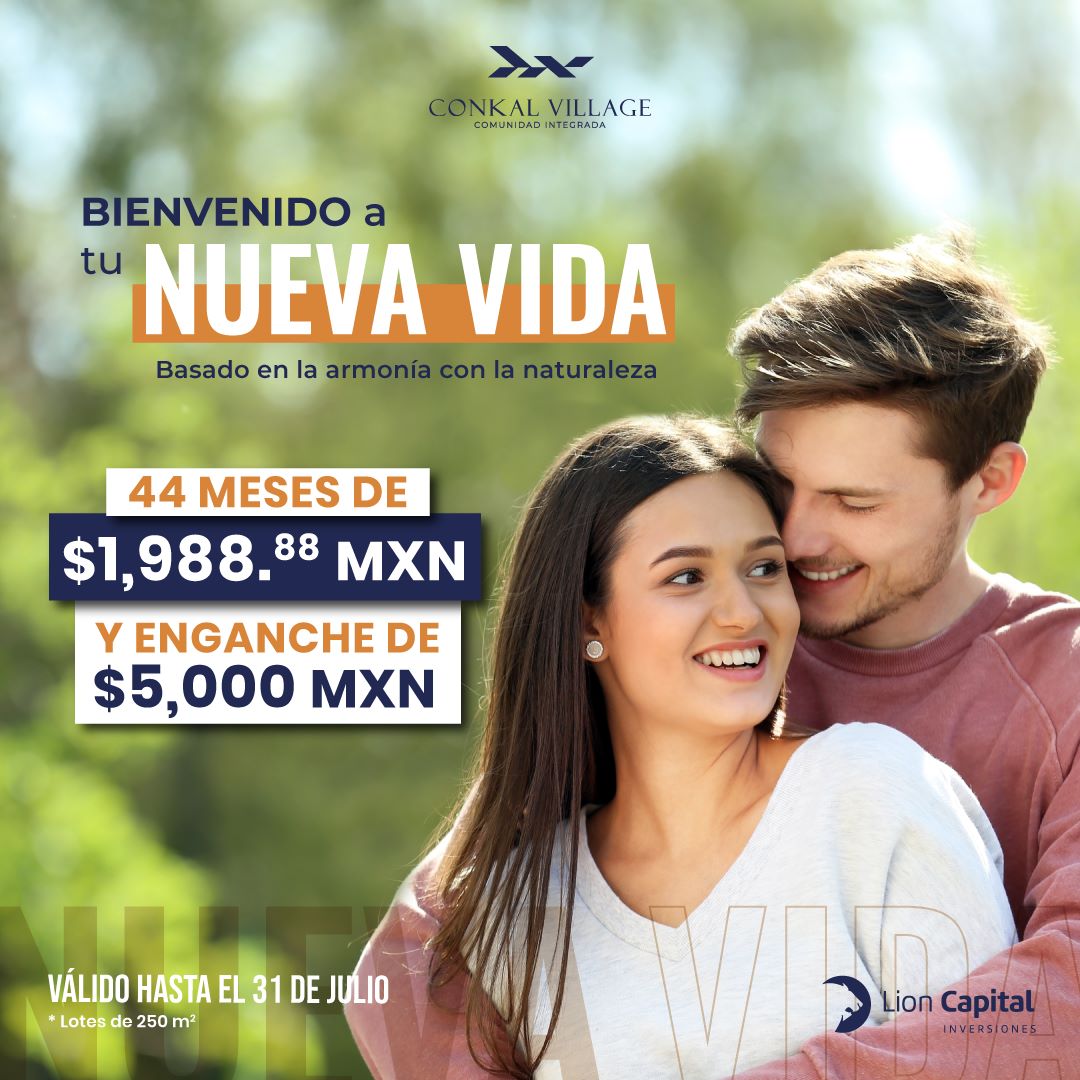 CONKAL VILLAGE
COMUNIDAD INTEGRADA
BIENVENIDO a
tu NUEVA VIDA
Basado en la armonía con la naturaleza
44 MESES DE
$1,988.88 MXN
Y ENGANCHE DE
$5,000 MXN
NUEVA VIDA
VÁLIDO HASTA EL 31 DE JULIO
* Lotes de 250 m²
Lion Capital
INVERSIONES